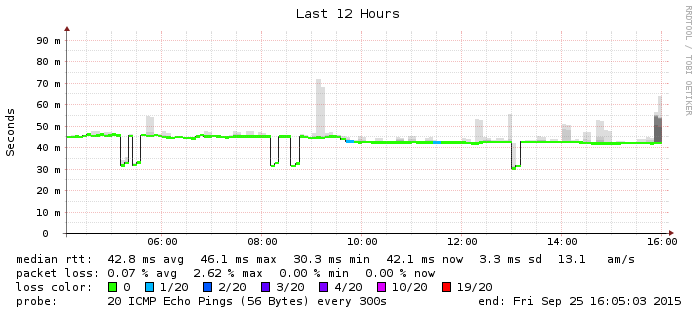 Last 12 Hours
RRDTOOL / TOBI OETIKER
Seconds
90 m
80 m
70 m
60 m
50 m
40 m
30 m
20 m
10 m
0
06:00 08:00 10:00 12:00 14:00 16:00
median rtt: 42.8 ms avg 46.1 ms max 30.3 ms min 42.1 ms now 3.3 ms sd 13.1 am/s
packet loss: 0.07 % avg 2.62 % max 0.00 % min 0.00 % now
loss color: 0 1/20 2/20 3/20 4/20 10/20 19/20
probe: 20 ICMP Echo Pings (56 Bytes) every 300s end: Fri Sep 25 16:05:03 2015